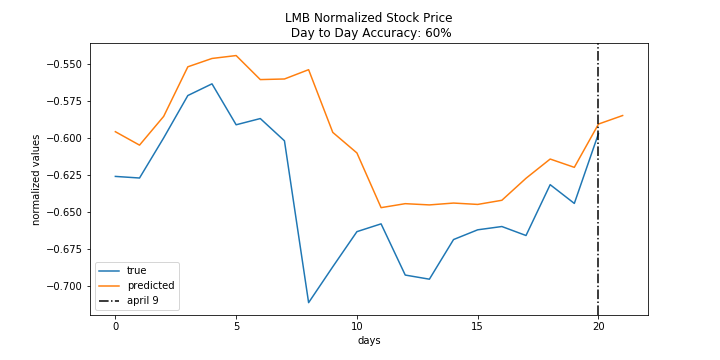 LMB Normalized Stock Price
Day to Day Accuracy: 60%
−0.550
−0.575
−0.600
−0.625
−0.650
−0.675
−0.700
normalized values
true
predicted
april 9
0
5
10
15
20
days